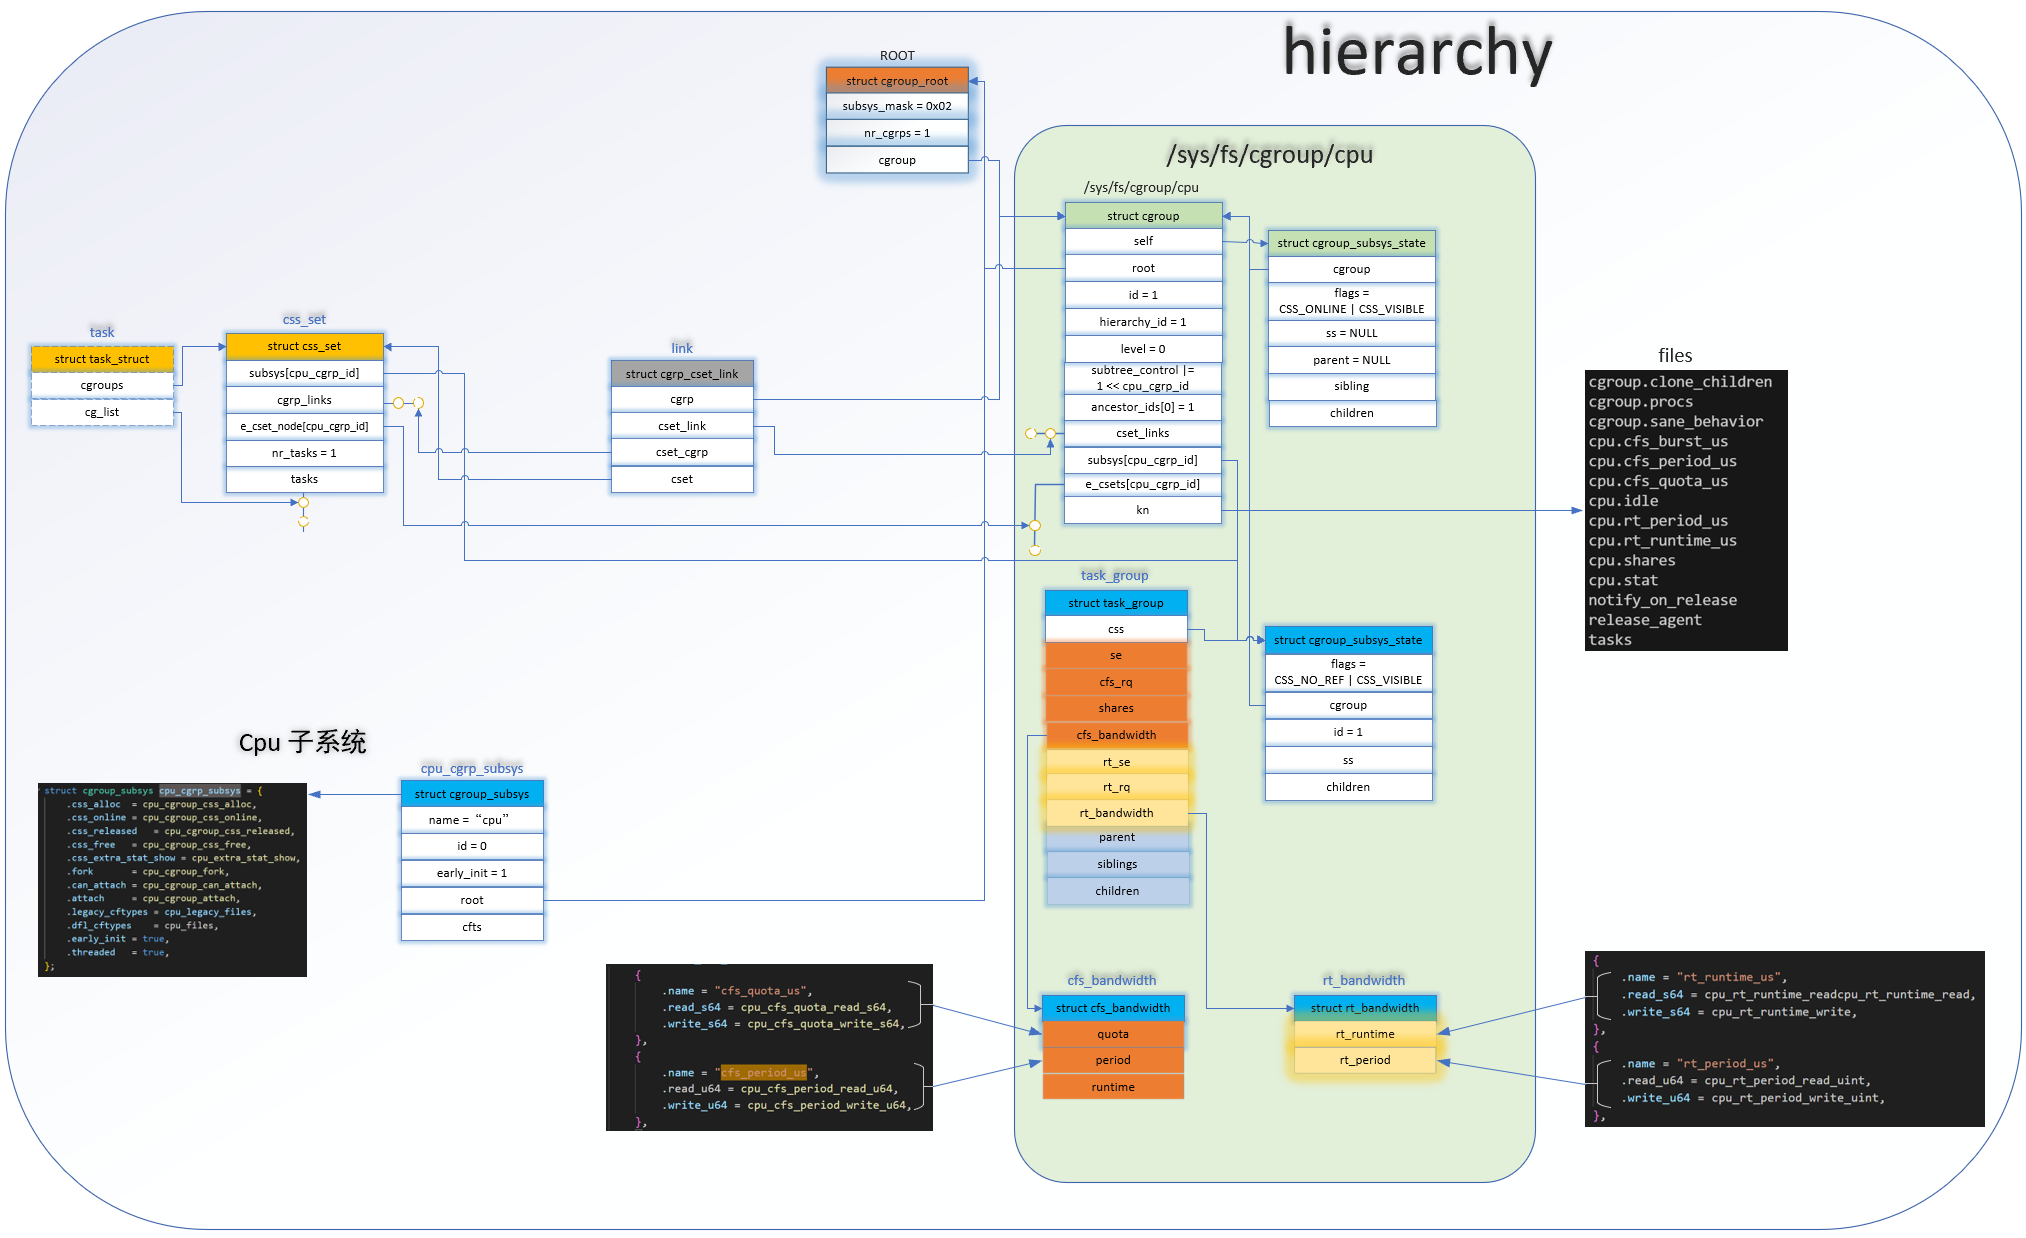 hierarchy
ROOT
struct cgroup_root
subsys_mask = 0x02
nr_cgrps = 1
cgroup
/sys/fs/cgroup/cpu
/sys/fs/cgroup/cpu
struct cgroup
self
root
id = 1
hierarchy_id = 1
level = 0
subtree_control |=
1 << cpu_cgrp_id
ancestor_ids[0] = 1
cset_links
subsys[cpu_cgrp_id]
e_csets[cpu_cgrp_id]
kn
struct cgroup_subsys_state
cgroup
flags =
CSS_ONLINE | CSS_VISIBLE
ss = NULL
parent = NULL
sibling
children
task
struct task_struct
cgroups
cg_list
css_set
struct css_set
subsys[cpu_cgrp_id]
cgrp_links
e_cset_node[cpu_cgrp_id]
nr_tasks = 1
tasks
link
struct cgrp_cset_link
cgrp
cset_link
cset_cgrp
cset
files
cgroup.clone_children
cgroup.procs
cgroup.sane_behavior
cpu.cfs_burst_us
cpu.cfs_period_us
cpu.cfs_quota_us
cpu.idle
cpu.rt_period_us
cpu.rt_runtime_us
cpu.shares
cpu.stat
notify_on_release
release_agent
tasks
task_group
struct task_group
css
se
cfs_rq
shares
cfs_bandwidth
rt_se
rt_rq
rt_bandwidth
parent
siblings
children
struct cgroup_subsys_state
flags =
CSS_NO_REF | CSS_VISIBLE
cgroup
id = 1
ss
children
Cpu 子系统
struct cgroup_subsys cpu_cgrp_subsys = {
.css_alloc = cpu_cgroup_css_alloc,
.css_online = cpu_cgroup_css_online,
.css_released = cpu_cgroup_css_released,
.css_free = cpu_cgroup_css_free,
.css_extra_stat_show = cpu_extra_stat_show,
.fork = cpu_cgroup_fork,
.can_attach = cpu_cgroup_can_attach,
.attach = cpu_cgroup_attach,
.legacy_cftypes = cpu_legacy_files,
.dfl_cftypes = cpu_files,
.early_init = true,
.threaded = true,
};
cpu_cgrp_subsys
struct cgroup_subsys
name = “cpu”
id = 0
early_init = 1
root
cfts
{
.name = "cfs_quota_us",
.read_s64 = cpu_cfs_quota_read_s64,
.write_s64 = cpu_cfs_quota_write_s64,
},
{
.name = "cfs_period_us",
.read_u64 = cpu_cfs_period_read_u64,
.write_u64 = cpu_cfs_period_write_u64,
},
cfs_bandwidth
struct cfs_bandwidth
quota
period
runtime
rt_bandwidth
struct rt_bandwidth
rt_runtime
rt_period
{
.name = "rt_runtime_us",
.read_s64 = cpu_rt_runtime_readcpu_rt_runtime_read,
.write_s64 = cpu_rt_runtime_write,
},
{
.name = "rt_period_us",
.read_u64 = cpu_rt_period_read_uint,
.write_u64 = cpu_rt_period_write_uint,
},